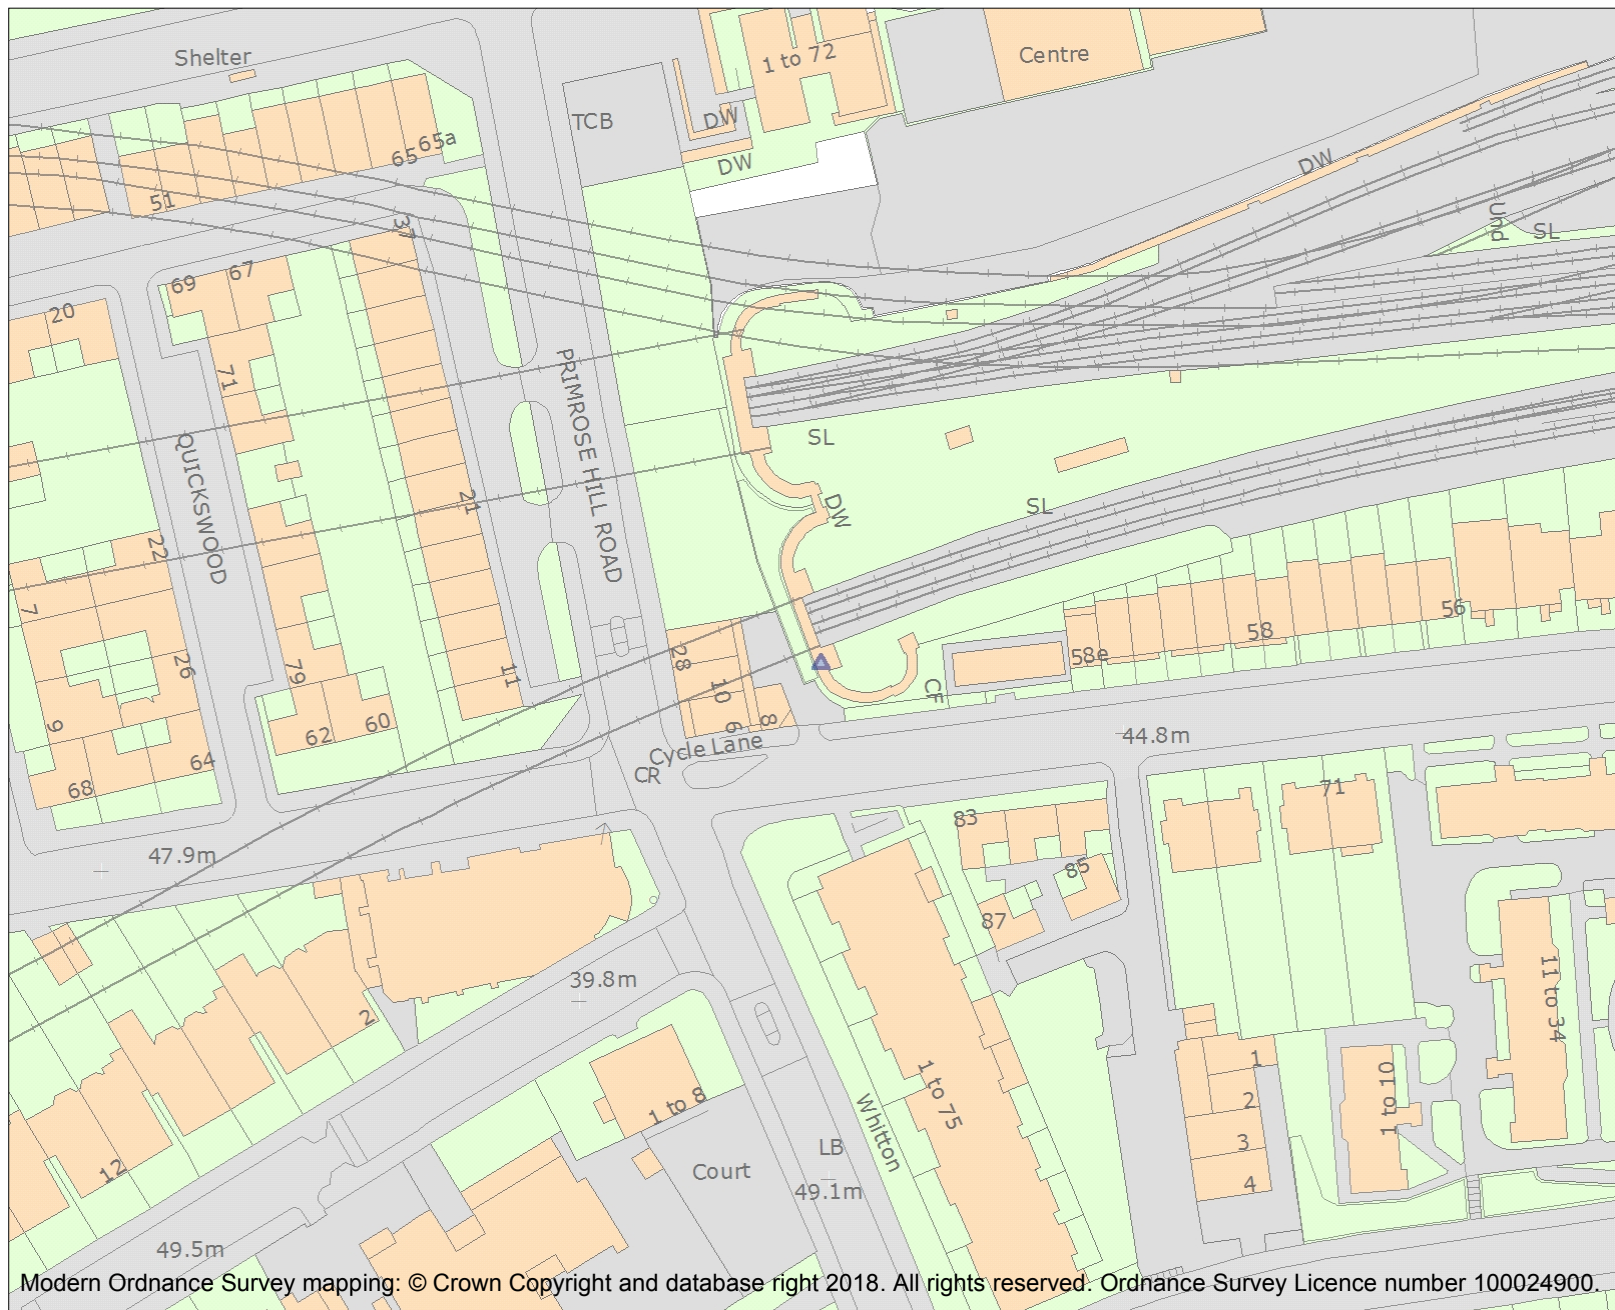 Shelter
1 to 72
Centre
TCB
DW
DW
65
65a
51
DW
Und
SL
37
69
67
20
71
PRIMROSE HILL ROAD
QUICKSWOOD
SL
21
DW
SL
22
7
26
79
11
28
10
6
8
58e
58
56
CF
9
62
60
64
68
Cycle Lane
CR
44.8m
47.9m
83
71
85
87
39.8m
2
11 to 34
1 to 75
1
2
3
4
1 to 10
1 to 8
Whitton
12
LB
Court
49.1m
49.5m
Modern Ordnance Survey mapping: © Crown Copyright and database right 2018. All rights reserved. Ordnance Survey Licence number 100024900.